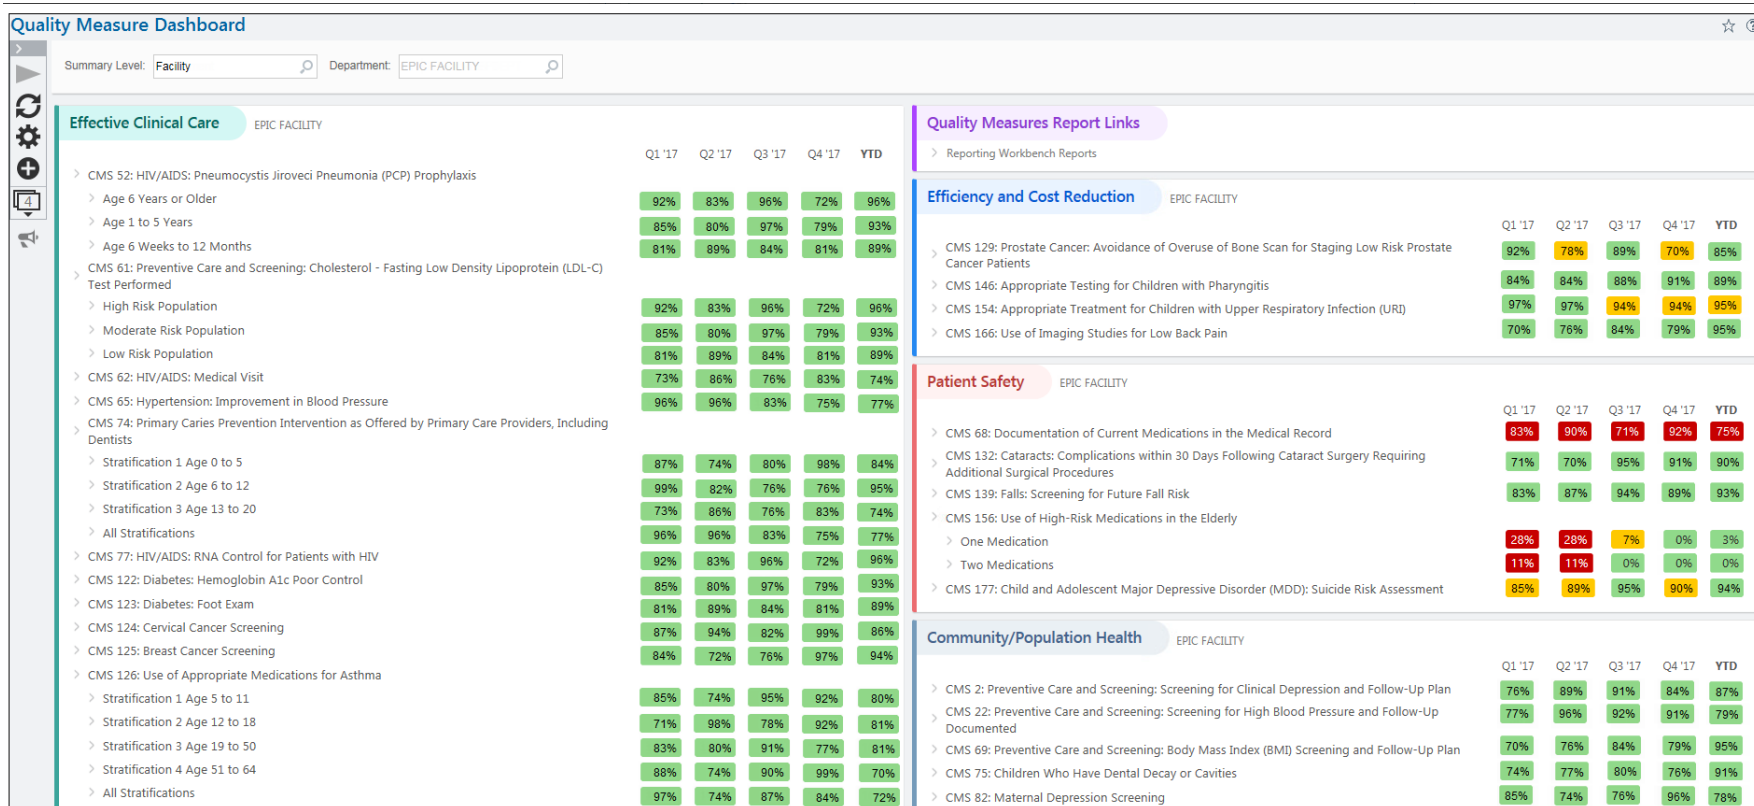 Quality Measure Dashboard
Summary Level: Facility Department: EPIC FACILITY
4
Effective Clinical Care EPIC FACILITY
Q1 '17 Q2 '17 Q3 '17 Q4 '17 YTD
CMS 52: HIV/AIDS: Pneumocystis Jiroveci Pneumonia (PCP) Prophylaxis
Age 6 Years or Older 92% 83% 96% 72% 96%
Age 1 to 5 Years 85% 80% 97% 79% 93%
Age 6 Weeks to 12 Months 81% 89% 84% 81% 89%
CMS 61: Preventive Care and Screening: Cholesterol - Fasting Low Density Lipoprotein (LDL-C)
Test Performed
High Risk Population 92% 83% 96% 72% 96%
Moderate Risk Population 85% 80% 97% 79% 93%
Low Risk Population 81% 89% 84% 81% 89%
CMS 62: HIV/AIDS: Medical Visit 73% 86% 76% 83% 74%
CMS 65: Hypertension: Improvement in Blood Pressure 96% 96% 83% 75% 77%
CMS 74: Primary Caries Prevention Intervention as Offered by Primary Care Providers, Including
Dentists
Stratification 1 Age 0 to 5 87% 74% 80% 98% 84%
Stratification 2 Age 6 to 12 99% 82% 76% 76% 95%
Stratification 3 Age 13 to 20 73% 86% 76% 83% 74%
All Stratifications 96% 96% 83% 75% 77%
CMS 77: HIV/AIDS: RNA Control for Patients with HIV 92% 83% 96% 72% 96%
CMS 122: Diabetes: Hemoglobin A1c Poor Control 85% 80% 97% 79% 93%
CMS 123: Diabetes: Foot Exam 81% 89% 84% 81% 89%
CMS 124: Cervical Cancer Screening 87% 94% 82% 99% 86%
CMS 125: Breast Cancer Screening 84% 72% 76% 97% 94%
CMS 126: Use of Appropriate Medications for Asthma
Stratification 1 Age 5 to 11 85% 74% 95% 92% 80%
Stratification 2 Age 12 to 18 71% 98% 78% 92% 81%
Stratification 3 Age 19 to 50 83% 80% 91% 77% 81%
Stratification 4 Age 51 to 64 88% 74% 90% 99% 70%
All Stratifications 97% 74% 87% 84% 72%
Quality Measures Report Links
Reporting Workbench Reports
Efficiency and Cost Reduction EPIC FACILITY
Q1 '17 Q2 '17 Q3 '17 Q4 '17 YTD
CMS 129: Prostate Cancer: Avoidance of Overuse of Bone Scan for Staging Low Risk Prostate
Cancer Patients 92% 78% 89% 70% 85%
CMS 146: Appropriate Testing for Children with Pharyngitis 84% 84% 88% 91% 89%
CMS 154: Appropriate Treatment for Children with Upper Respiratory Infection (URI) 97% 97% 94% 94% 95%
CMS 166: Use of Imaging Studies for Low Back Pain 70% 76% 84% 79% 95%
Patient Safety EPIC FACILITY
Q1 '17 Q2 '17 Q3 '17 Q4 '17 YTD
CMS 68: Documentation of Current Medications in the Medical Record 83% 90% 71% 92% 75%
CMS 132: Cataracts: Complications within 30 Days Following Cataract Surgery Requiring
Additional Surgical Procedures 71% 70% 95% 91% 90%
CMS 139: Falls: Screening for Future Fall Risk 83% 87% 94% 89% 93%
CMS 156: Use of High-Risk Medications in the Elderly
One Medication 28% 28% 7% 0% 3%
Two Medications 11% 11% 0% 0% 0%
CMS 177: Child and Adolescent Major Depressive Disorder (MDD): Suicide Risk Assessment 85% 89% 95% 90% 94%
Community/Population Health EPIC FACILITY
Q1 '17 Q2 '17 Q3 '17 Q4 '17 YTD
CMS 2: Preventive Care and Screening: Screening for Clinical Depression and Follow-Up Plan 76% 89% 91% 84% 87%
CMS 22: Preventive Care and Screening: Screening for High Blood Pressure and Follow-Up
Documented 77% 96% 92% 91% 79%
CMS 69: Preventive Care and Screening: Body Mass Index (BMI) Screening and Follow-Up Plan 70% 76% 84% 79% 95%
CMS 75: Children Who Have Dental Decay or Cavities 74% 77% 80% 76% 91%
CMS 82: Maternal Depression Screening 85% 74% 76% 96% 78%